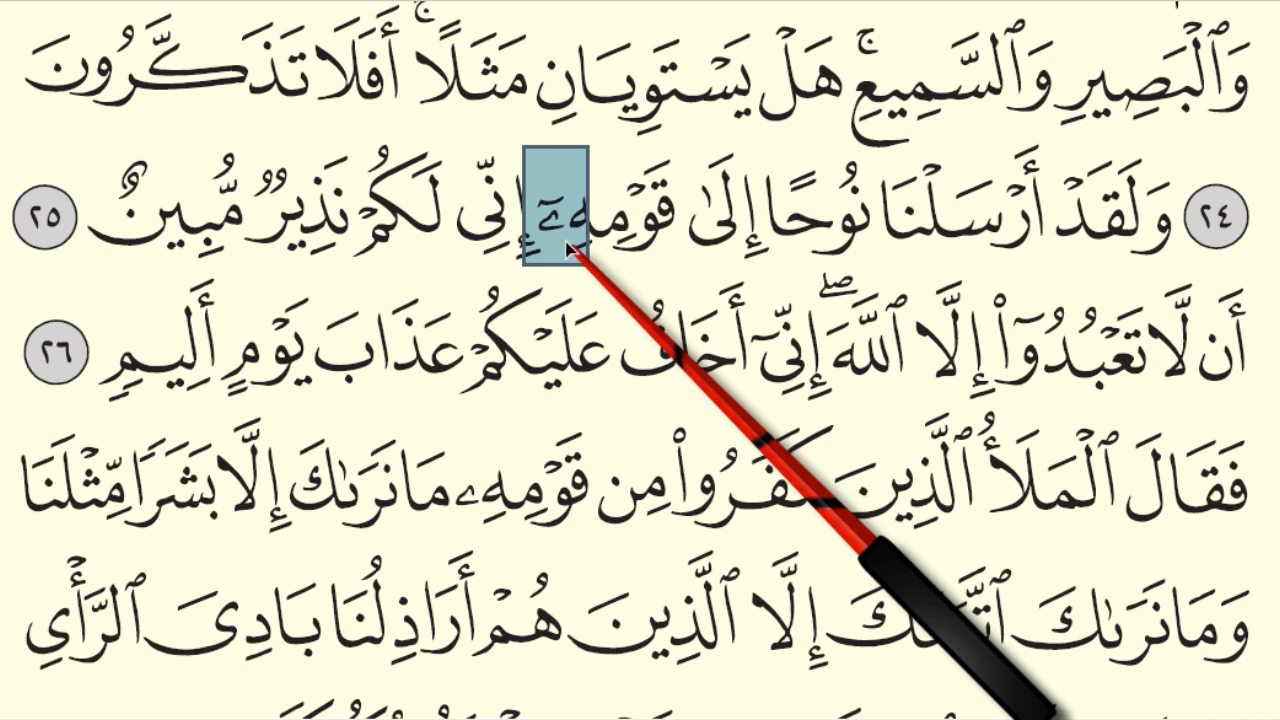 وَٱلۡبَصِيرِ وَٱلسَّمِيعِۚ هَلۡ يَسۡتَوِيَانِ مَثَلًاۚ أَفَلَا تَذَكَّرُونَ
٢٤ وَلَقَدۡ أَرۡسَلۡنَا نُوحًا إِلَىٰ قَوۡمِهِۦٓ إِنِّي لَكُمۡ نَذِيرٞ مُّبِينٌ ٢٥
أَن لَّا تَعۡبُدُوٓاْ إِلَّا ٱللَّهَۖ إِنِّيٓ أَخَافُ عَلَيۡكُمۡ عَذَابَ يَوۡمٍ أَلِيمٖ ٢٦
فَقَالَ ٱلۡمَلَأُ ٱلَّذِينَ كَفَرُواْ مِن قَوۡمِهِۦ مَا نَرَىٰكَ إِلَّا بَشَرٗا مِّثۡلَنَا
وَمَا نَرَىٰكَ ٱتَّبَعَكَ إِلَّا ٱلَّذِينَ هُمۡ أَرَاذِلُنَا بَادِيَ ٱلرَّأۡيِ